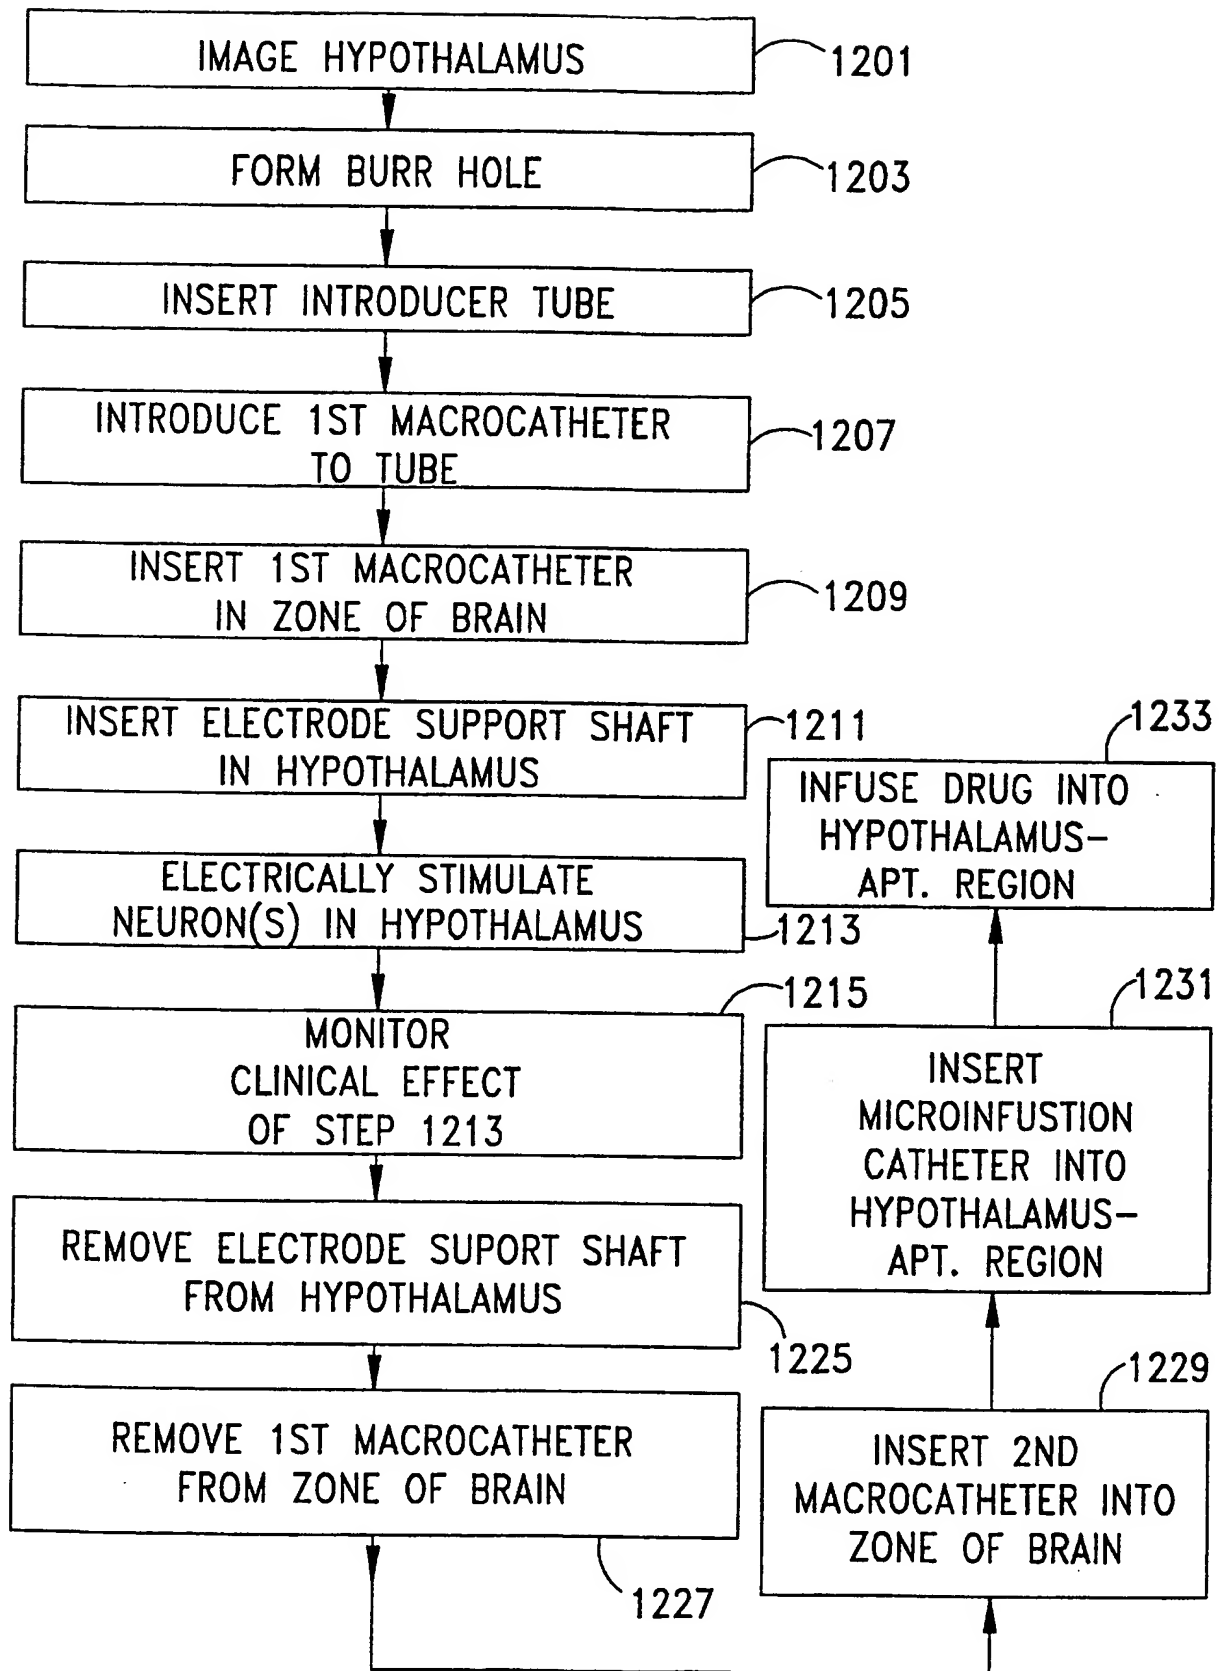 IMAGE HYPOTHALAMUS
1201
FORM BURR HOLE
1203
INSERT INTRODUCER TUBE
1205
INTRODUCE 1ST MACROCATHETER
TO TUBE
1207
INSERT 1ST MACROCATHETER
IN ZONE OF BRAIN
1209
INSERT ELECTRODE SUPPORT SHAFT
IN HYPOTHALAMUS
1211
ELECTRICALLY STIMULATE
NEURON(S) IN HYPOTHALAMUS
1213
MONITOR
CLINICAL EFFECT
OF STEP 1213
1215
REMOVE ELECTRODE SUPORT SHAFT
FROM HYPOTHALAMUS
1225
REMOVE 1ST MACROCATHETER
FROM ZONE OF BRAIN
1227
INSERT 2ND
MACROCATHETER INTO
ZONE OF BRAIN
1229
INSERT
MICROINFUSTION
CATHETER INTO
HYPOTHALAMUS-
APT. REGION
1231
INFUSE DRUG INTO
HYPOTHALAMUS-
APT. REGION
1233